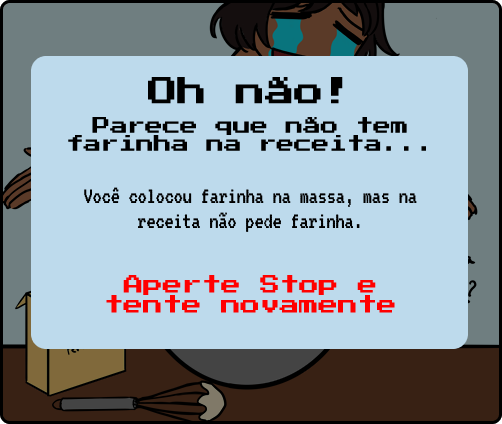 Oh não!
Parece que não tem
farinha na receita...
Você colocou farinha na massa, mas na
receita não pede farinha.
Aperte Stop e
tente novamente
?